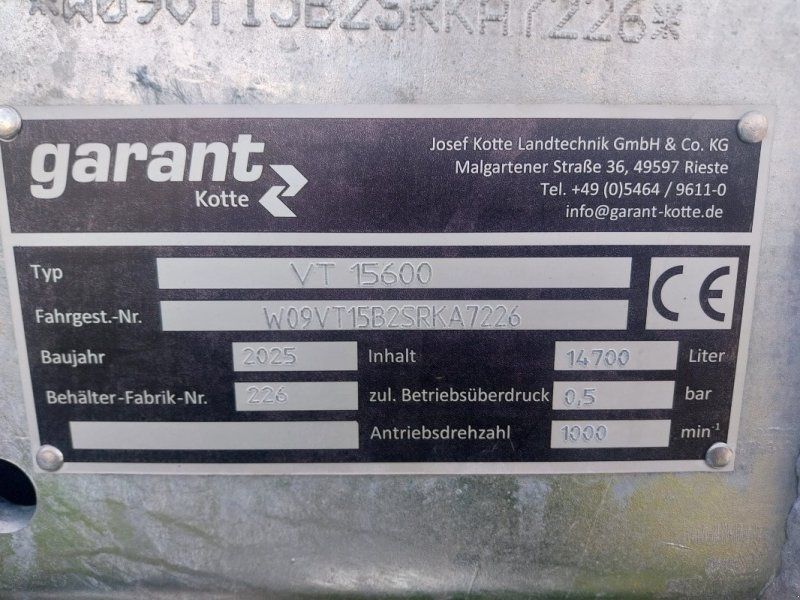 *W09VT15B2SRKA7226*
garant
Kotte
Josef Kotte Landtechnik GmbH & Co. KG
Malgartener Straße 36, 49597 Rieste
Tel. +49 (0)5464 / 9611-0
info@garant-kotte.de
Typ VT 15600
CE
Fahrgest.-Nr. W09VT15B2SRKA7226
Baujahr 2025 Inhalt 14700 Liter
Behälter-Fabrik-Nr. 226 zul. Betriebsüberdruck 0,5 bar
Antriebsdrehzahl 1000 min⁻¹